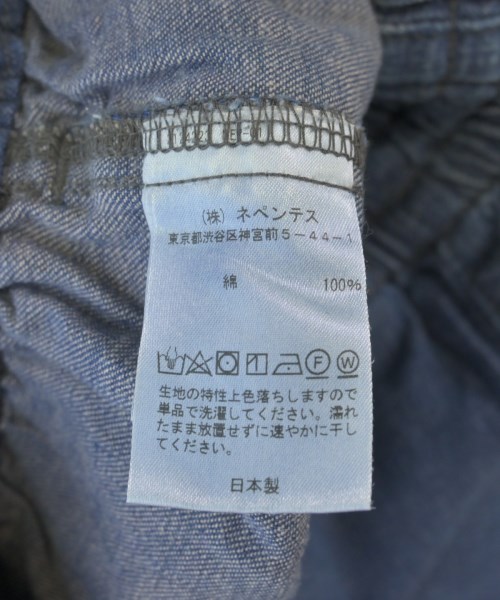 (株) ネペンテス
東京都渋谷区神宮前5-44-1
綿 100%
F W
生地の特性上色落ちしますので
単品で洗濯してください。濡れ
たまま放置せずに速やかに干し
てください。
日本製